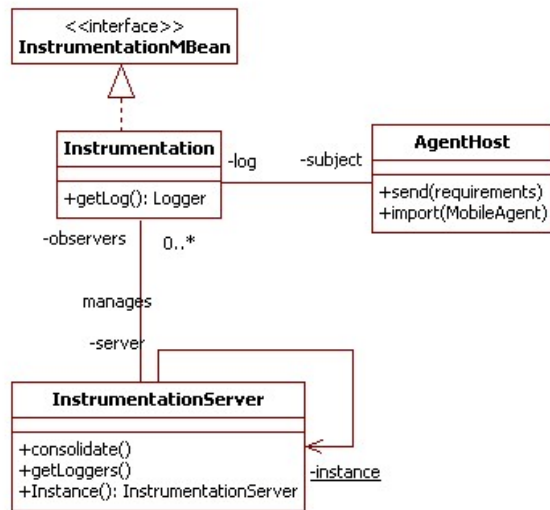 <<interface>>
InstrumentationMBean
Instrumentation
+getLog(): Logger
-log
-subject
AgentHost
+send(requirements)
+import(MobileAgent)
-observers
0..*
manages
-server
InstrumentationServer
+consolidate()
+getLoggers()
+Instance(): InstrumentationServer
-instance